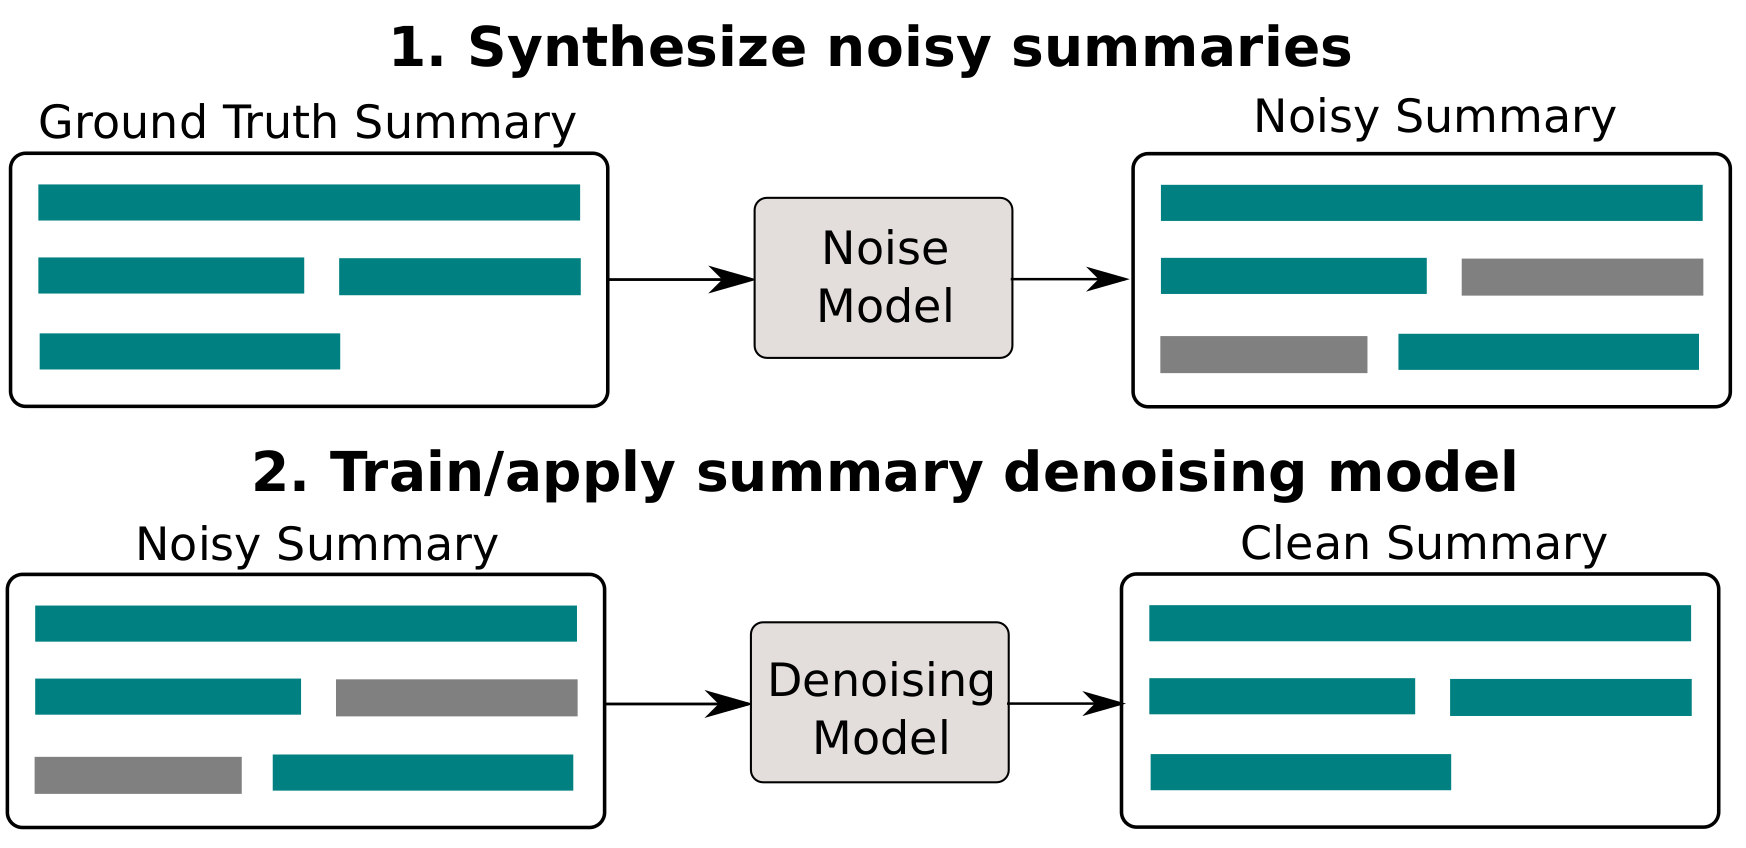 1. Synthesize noisy summaries
Ground Truth Summary
Noisy Summary
Noise
Model
2. Train/apply summary denoising model
Noisy Summary
Clean Summary
Denoising
Model